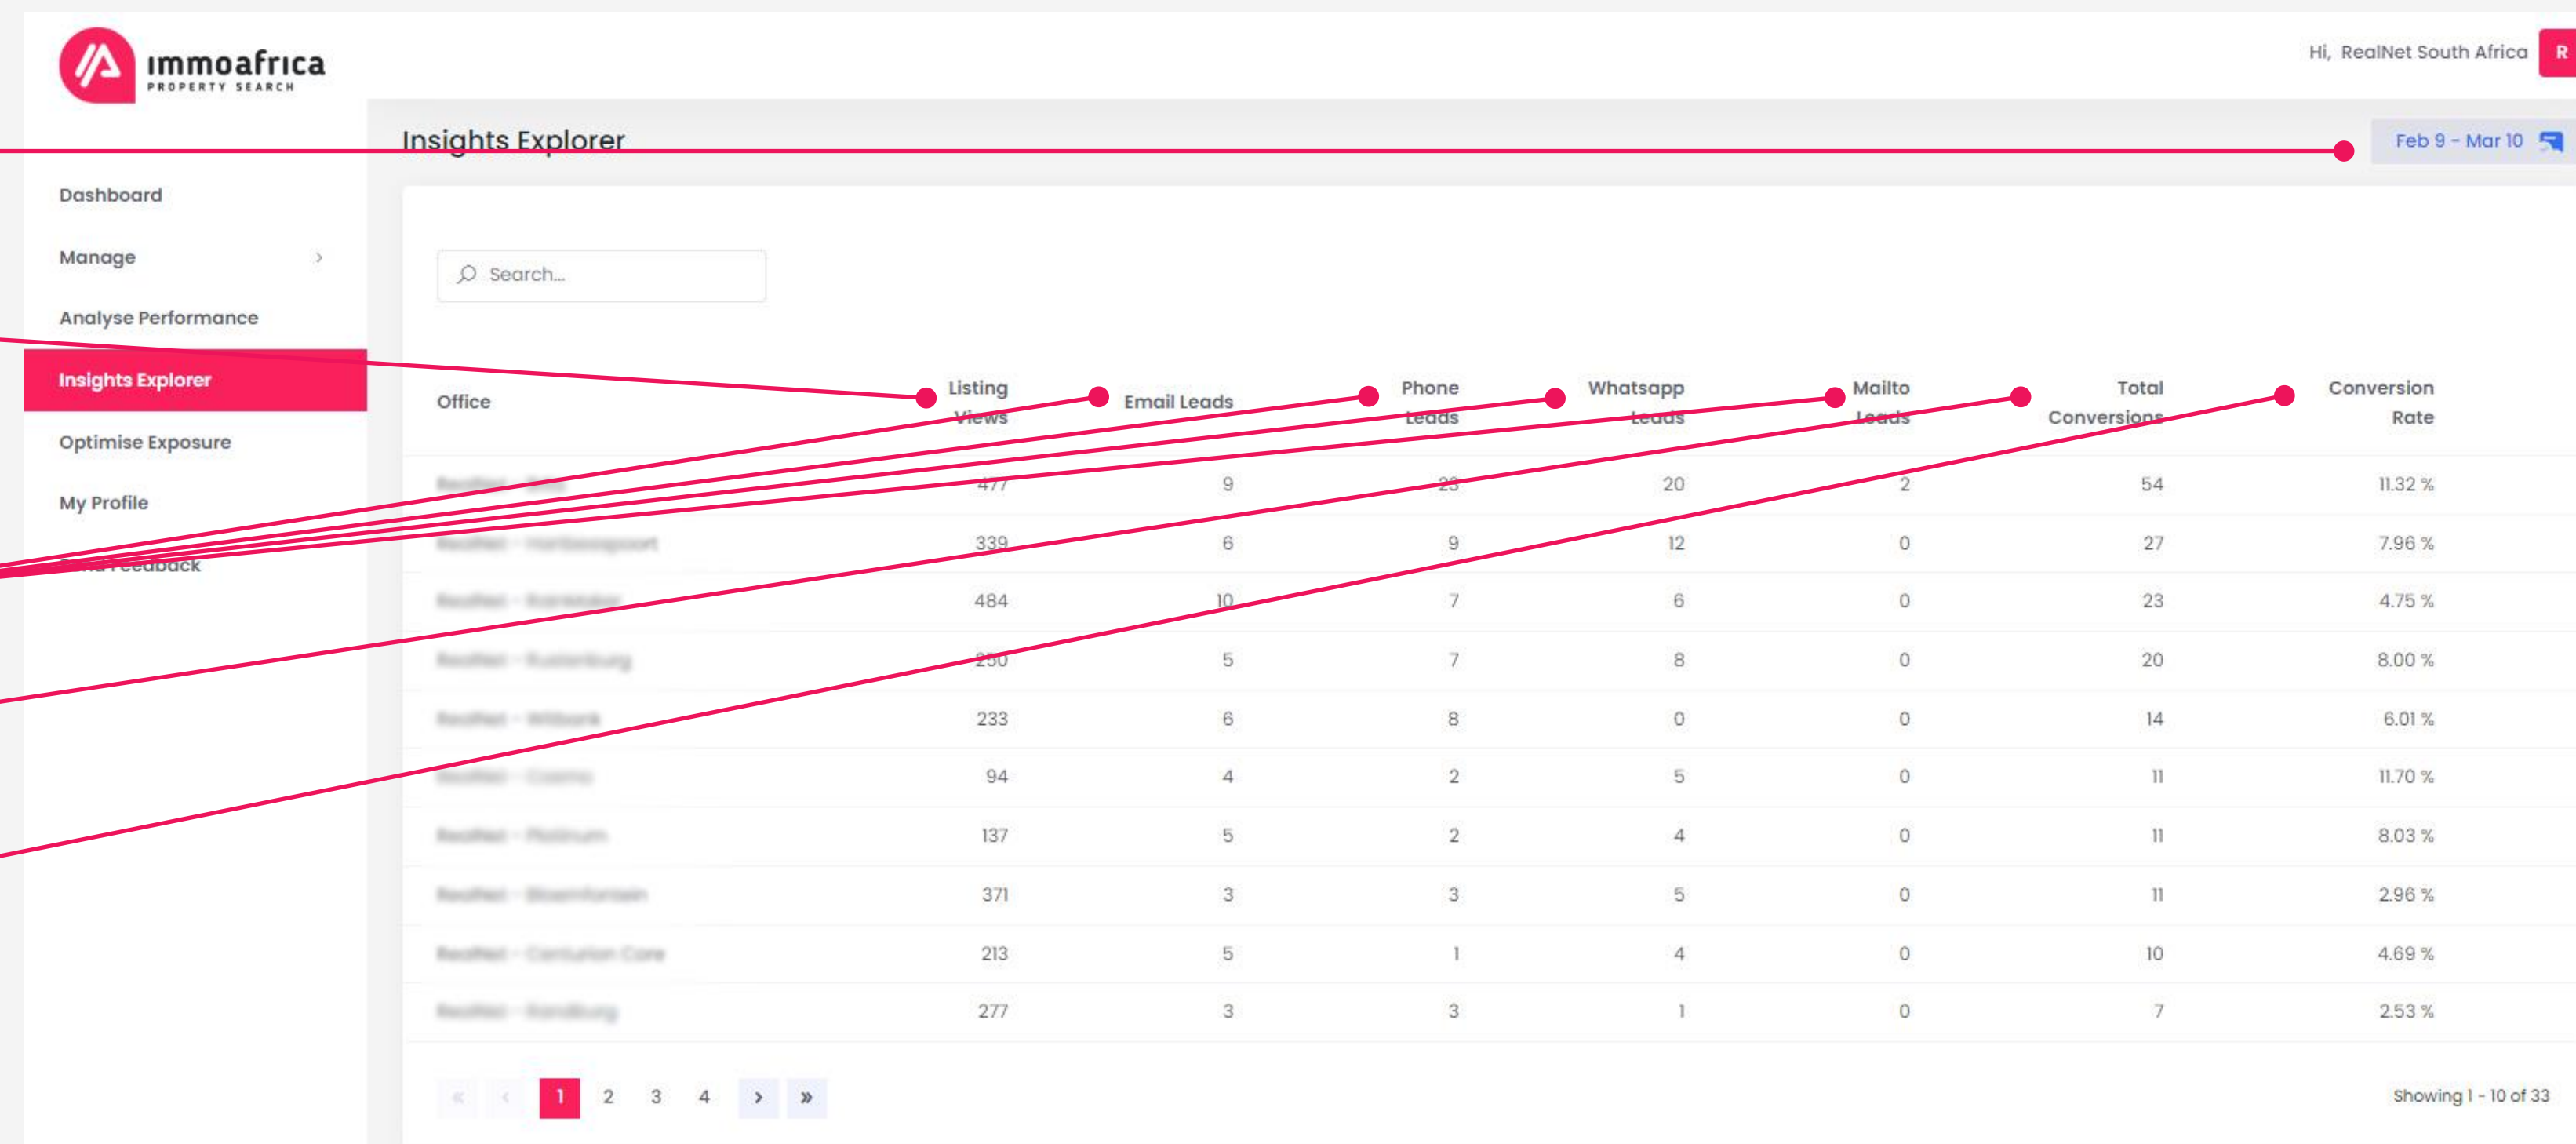 ımmoafrıca
PROPERTY SEARCH
Hi, RealNet South Africa R
Insights Explorer
Feb 9 - Mar 10
Dashboard
Manage
Analyse Performance
Insights Explorer
Optimise Exposure
My Profile
Feedback
Search...
Office Listing Views Email Leads Phone Leads Whatsapp Leads Mailto Leads Total Conversions Conversion Rate
477 9 23 20 2 54 11.32 %
339 6 9 12 0 27 7.96 %
484 10 7 6 0 23 4.75 %
250 5 7 8 0 20 8.00 %
233 6 8 0 0 14 6.01 %
94 4 2 5 0 11 11.70 %
137 5 2 4 0 11 8.03 %
371 3 3 5 0 11 2.96 %
213 5 1 4 0 10 4.69 %
277 3 3 1 0 7 2.53 %
« ‹ 1 2 3 4 › »
Showing 1 - 10 of 33